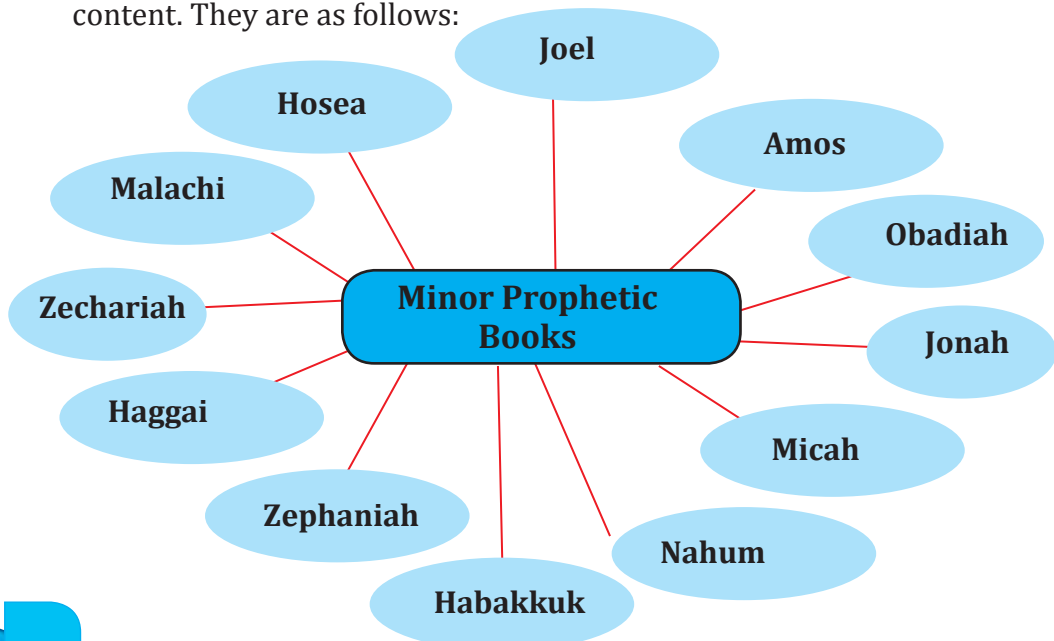 content. They are as follows:
Joel
Hosea
Amos
Malachi
Obadiah
Zechariah
Minor Prophetic
Books
Jonah
Haggai
Micah
Zephaniah
Nahum
Habakkuk